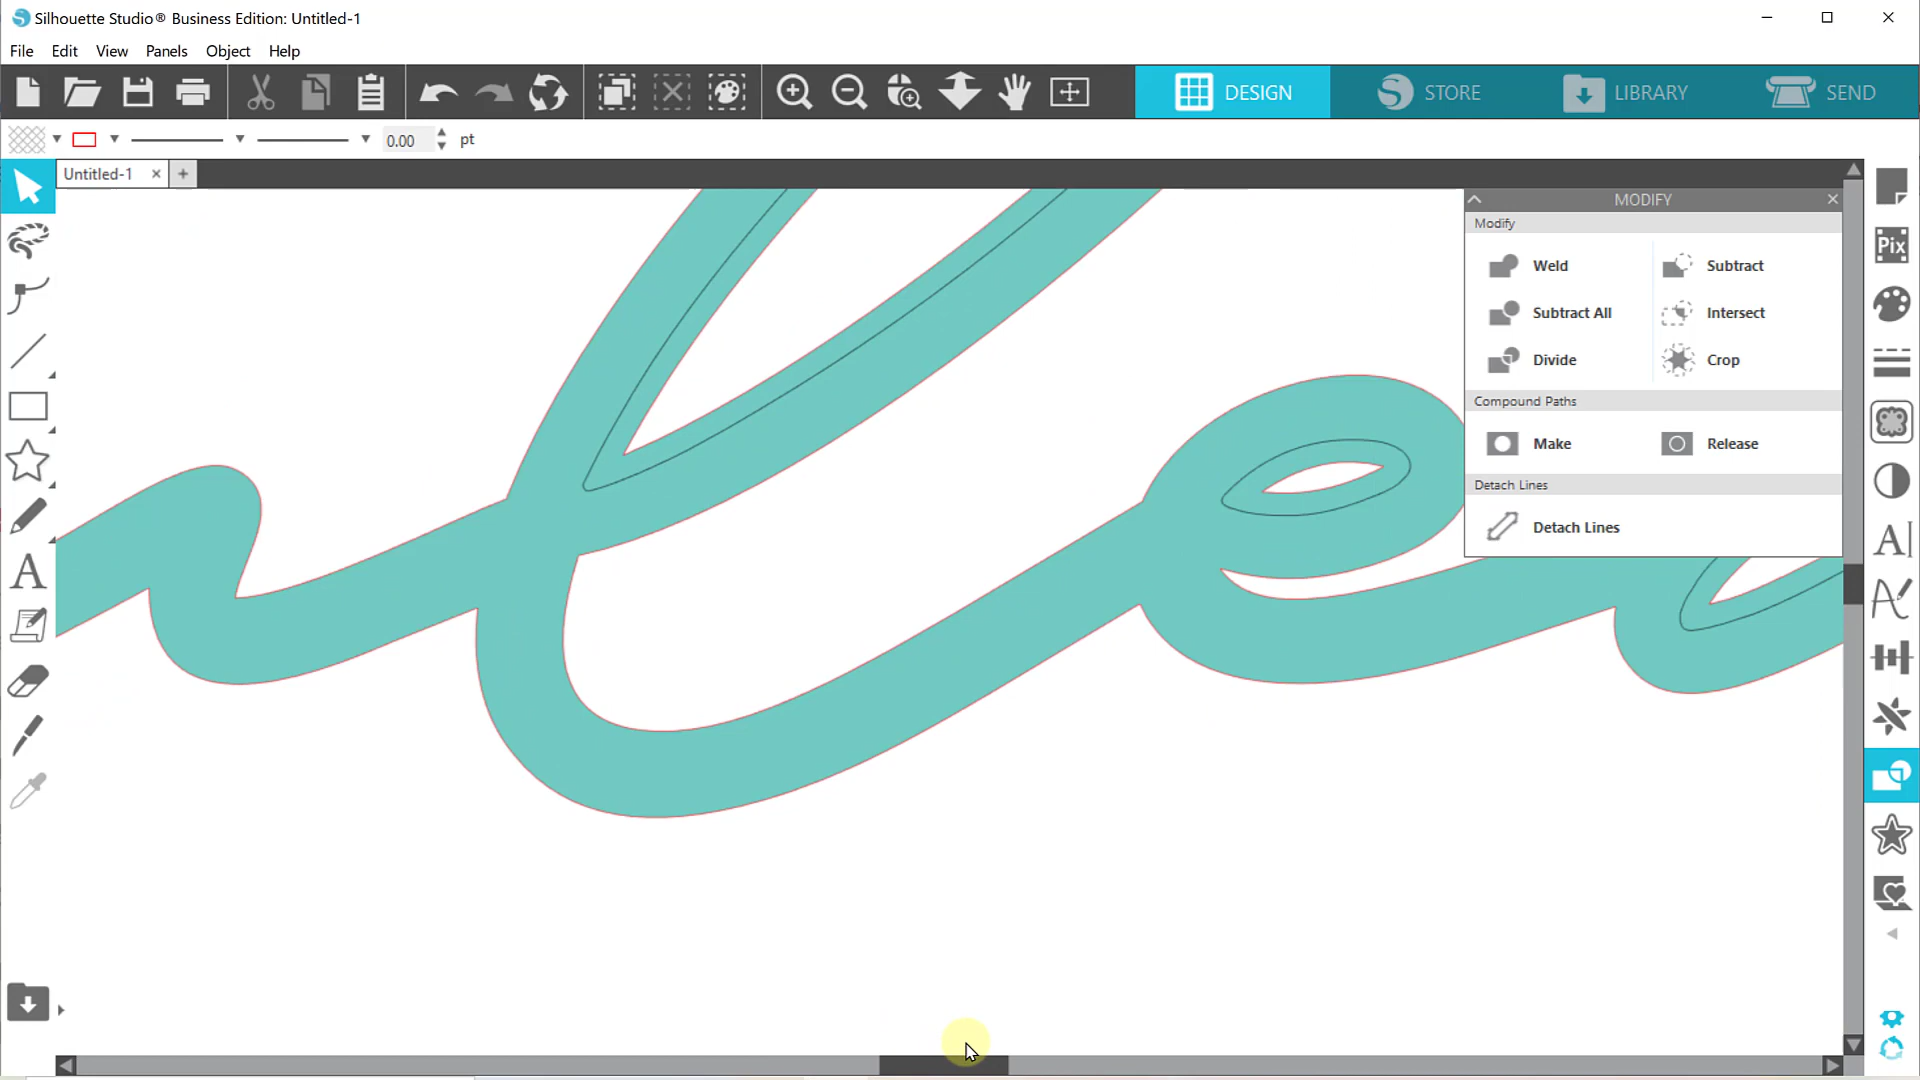 Silhouette Studio® Business Edition: Untitled-1
File Edit View Panels Object Help
DESIGN STORE LIBRARY SEND
0.00 pt
Untitled-1
MODIFY
Modify
Weld Subtract
Subtract All Intersect
Divide Crop
Compound Paths
Make Release
Detach Lines
Detach Lines
Pix